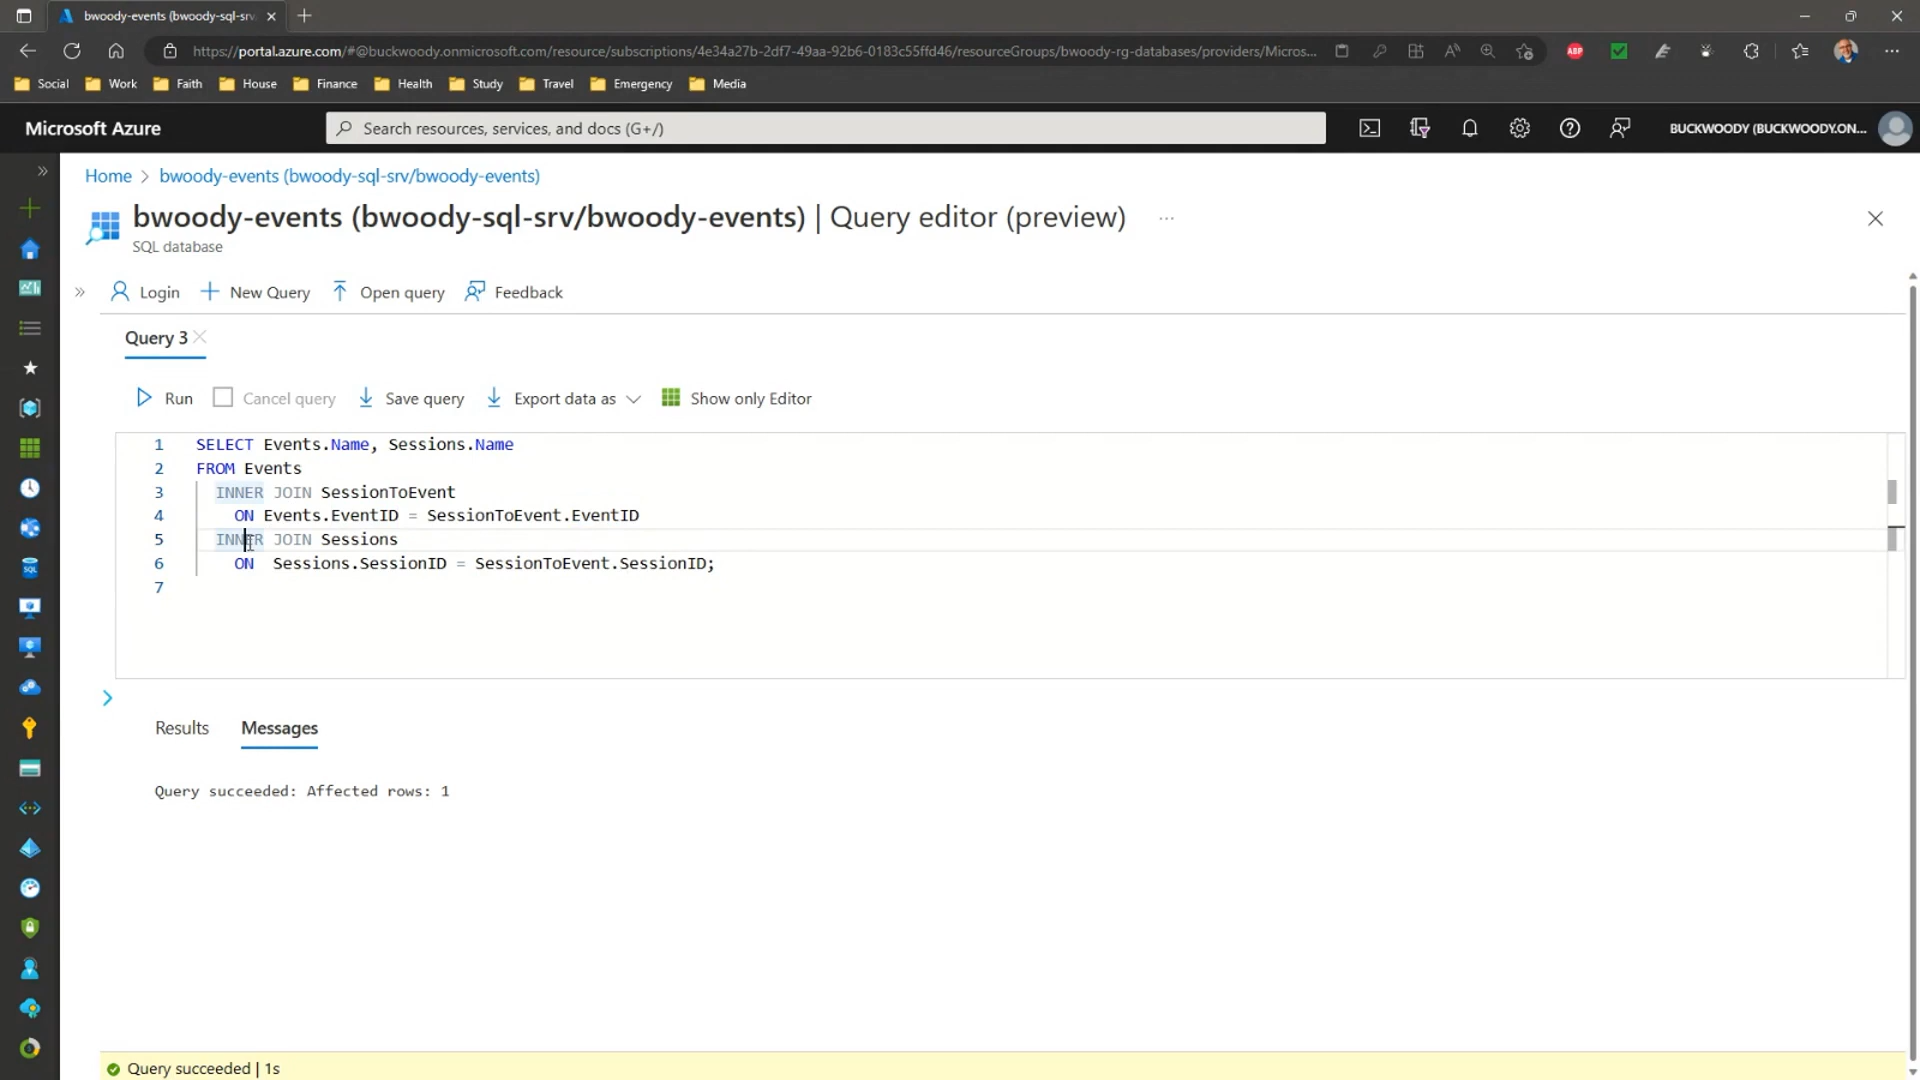 bwoody-events (bwoody-sql-srv
https://portal.azure.com/#@buckwoody.onmicrosoft.com/resource/subscriptions/4e34a27b-2df7-49aa-92b6-0183c55ffd46/resourceGroups/bwoody-rg-databases/providers/Micros...
Social Work Faith House Finance Health Study Travel Emergency Media
Microsoft Azure
Search resources, services, and docs (G+/)
BUCKWOODY (BUCKWOODY.ON...
Home > bwoody-events (bwoody-sql-srv/bwoody-events)
bwoody-events (bwoody-sql-srv/bwoody-events) | Query editor (preview) ...
SQL database
Login New Query Open query Feedback
Query 3
Run Cancel query Save query Export data as Show only Editor
1 SELECT Events.Name, Sessions.Name
2 FROM Events
3 INNER JOIN SessionToEvent
4 ON Events.EventID = SessionToEvent.EventID
5 INNER JOIN Sessions
6 ON Sessions.SessionID = SessionToEvent.SessionID;
7
Results Messages
Query succeeded: Affected rows: 1
Query succeeded | 1s
ABP
SQL